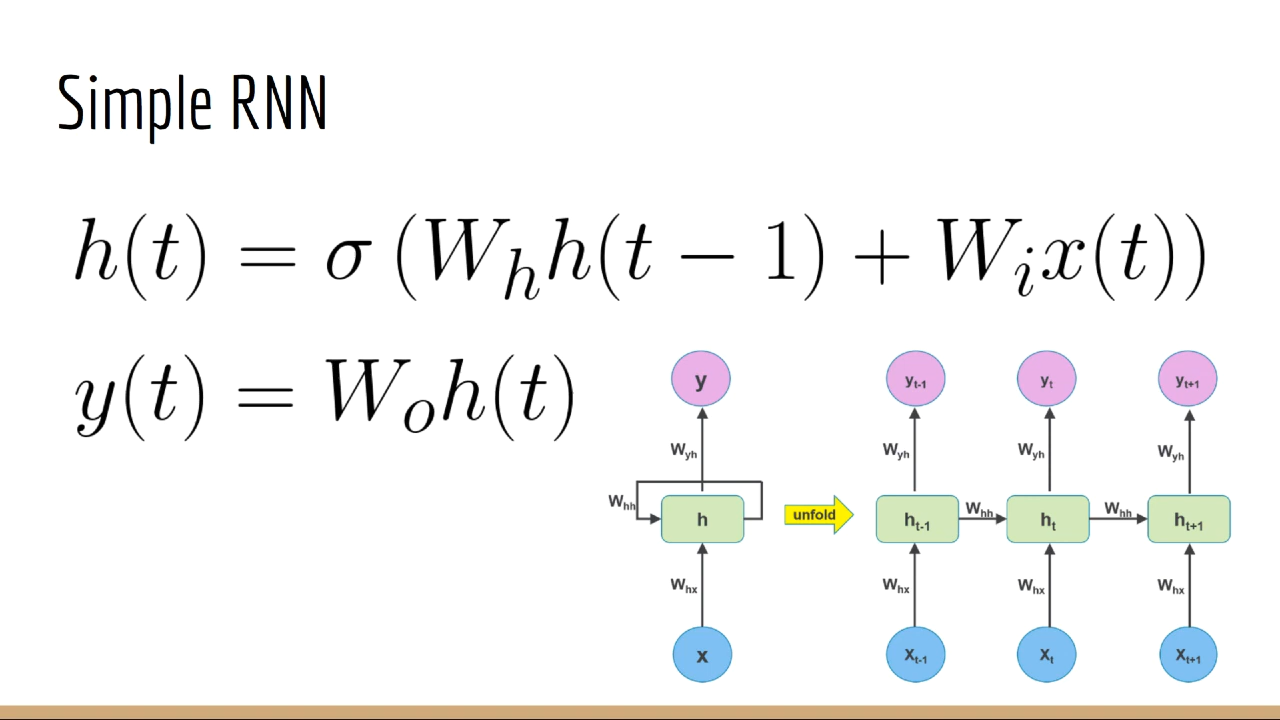 Simple RNN
h(t) = σ (W_h h(t − 1) + W_i x(t))
y(t) = W_o h(t)
y
y_t-1
y_t
y_t+1
W_yh
W_yh
W_yh
W_yh
W_hh
h
unfold
h_t-1
W_hh
h_t
W_hh
h_t+1
W_hx
W_hx
W_hx
W_hx
x
x_t-1
x_t
x_t+1